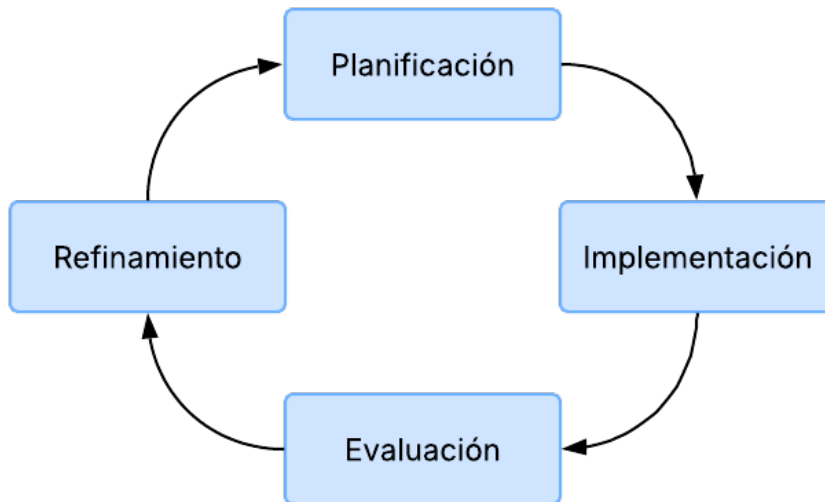 Planificación
Implementación
Evaluación
Refinamiento